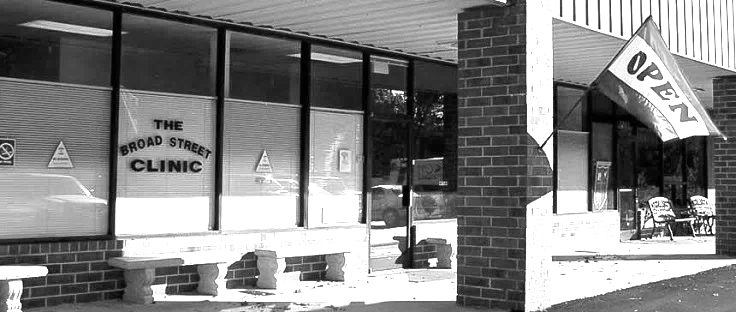 THE
BROAD STREET
CLINIC
OPEN